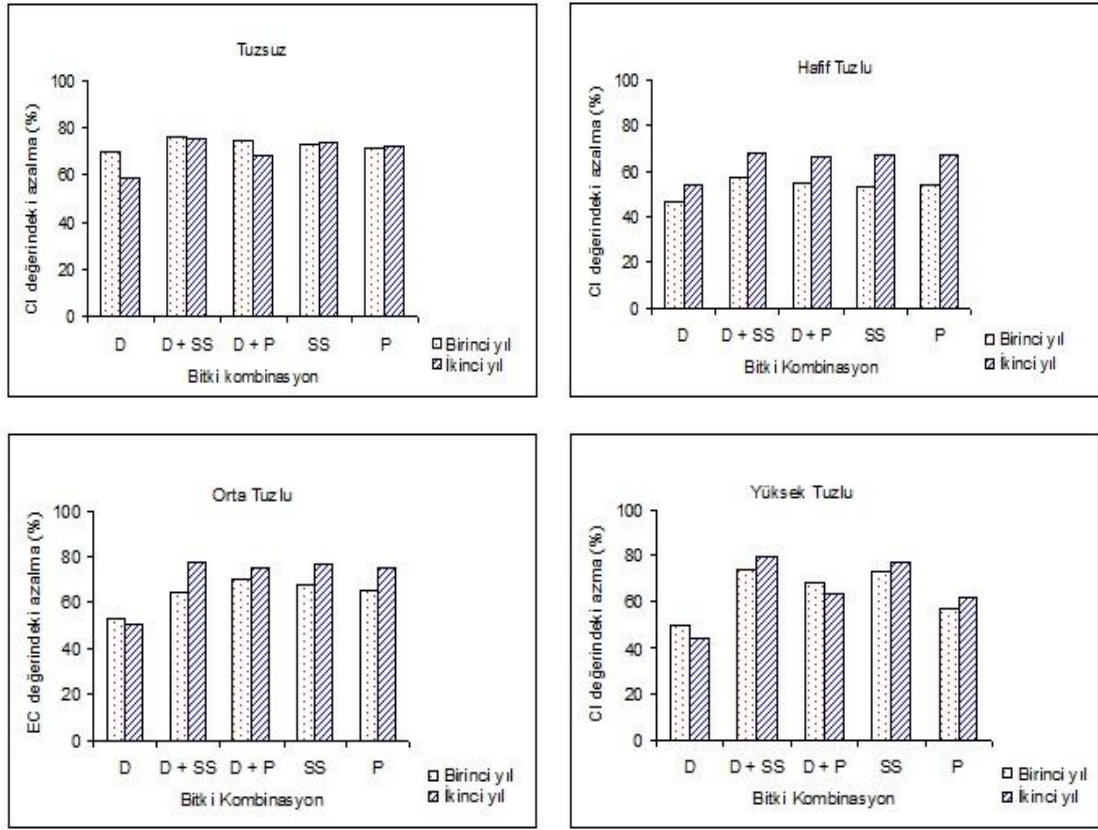 Tuzsuz
Cl değerindeki azalma (%)
100
80
60
40
20
0
D D + SS D + P SS P
Bitki kombinasyon
Birinci yıl
İkinci yıl
Hafif Tuzlu
Cl değerindeki azalma (%)
100
80
60
40
20
0
D D + SS D + P SS P
Bitki Kombinasyon
Birinci yıl
İkinci yıl
Orta Tuzlu
EC değerindeki azalma (%)
100
80
60
40
20
0
D D + SS D + P SS P
Bitki Kombinasyon
Birinci yıl
İkinci yıl
Yüksek Tuzlu
Cl değerindeki azma (%)
100
80
60
40
20
0
D D + SS D + P SS P
Bitki Kombinasyon
Birinci yıl
İkinci yıl